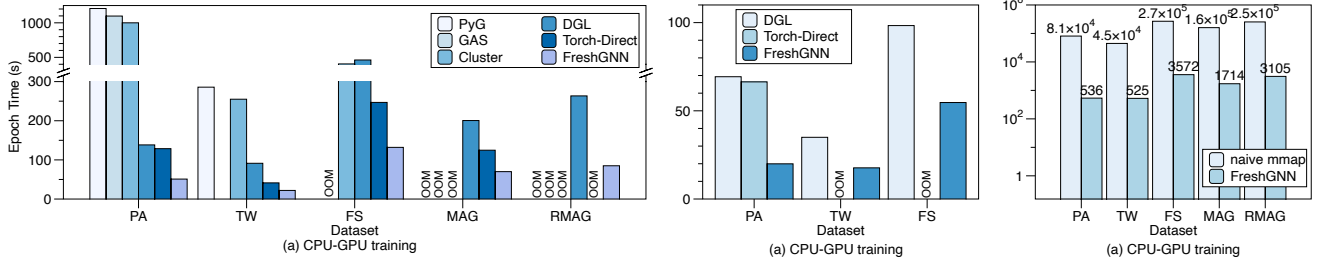 Epoch Time (s)
1000
500
300
200
100
0
PyG
GAS
Cluster
DGL
Torch-Direct
FreshGNN
OOM
OOM
OOM
OOM
OOM
OOM
OOM
OOM
PA
TW
FS
MAG
RMAG
Dataset
(a) CPU-GPU training
100
50
0
DGL
Torch-Direct
FreshGNN
OOM
OOM
PA
TW
FS
Dataset
(a) CPU-GPU training
10⁶
10⁴
10²
1
8.1×10⁴
4.5×10⁴
2.7×10⁵
1.6×10⁵
2.5×10⁵
536
525
3572
1714
3105
naive mmap
FreshGNN
PA
TW
FS
MAG
RMAG
Dataset
(a) CPU-GPU training